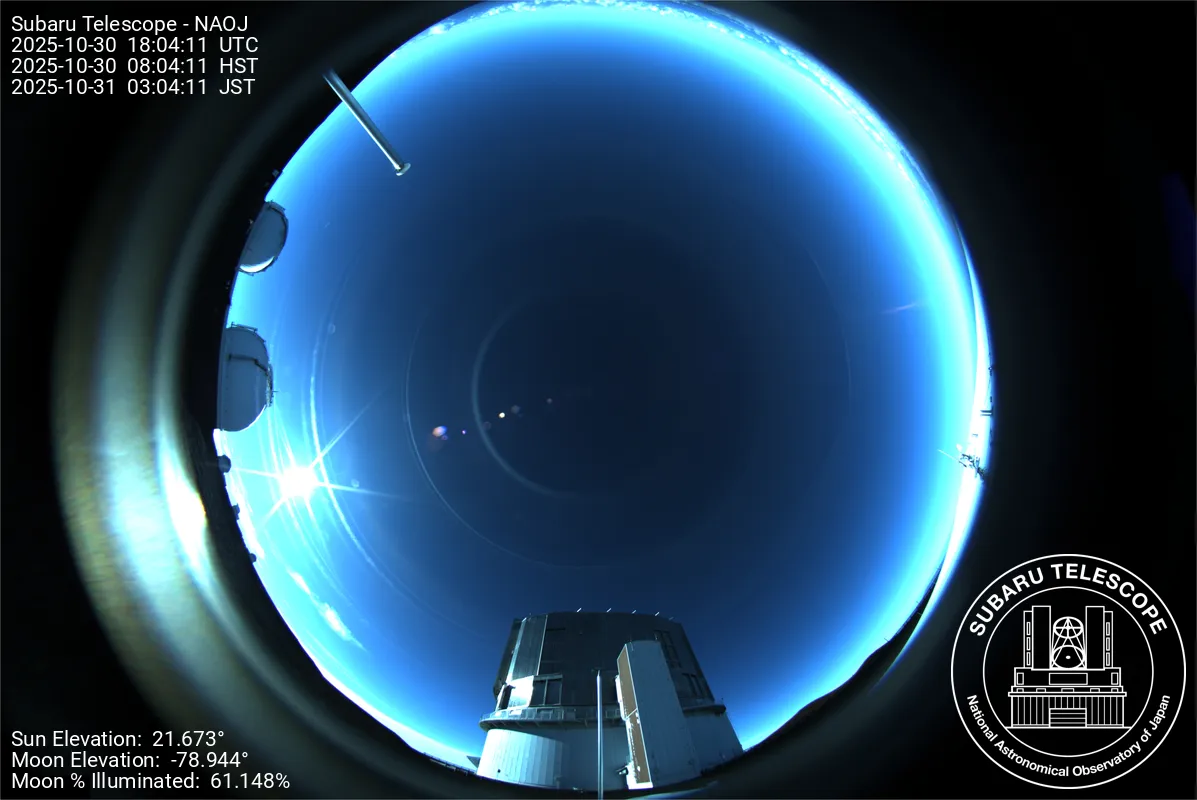 Subaru Telescope - NAOJ
2025-10-30 18:04:11 UTC
2025-10-30 08:04:11 HST
2025-10-31 03:04:11 JST
SUBARU TELESCOPE
National Astronomical Observatory of Japan
Sun Elevation: 21.673°
Moon Elevation: -78.944°
Moon % Illuminated: 61.148%